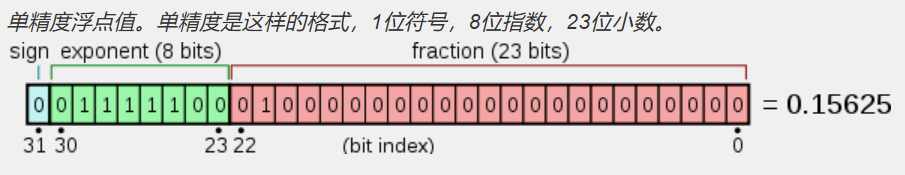 单精度浮点值。单精度是这样的格式，1位符号，8位指数，23位小数。
sign exponent (8 bits) fraction (23 bits)
0 0 1 1 1 1 1 0 0 0 1 0 0 0 0 0 0 0 0 0 0 0 0 0 0 0 0 0 0 0 0 0 = 0.15625
31 30 23 22 (bit index) 0